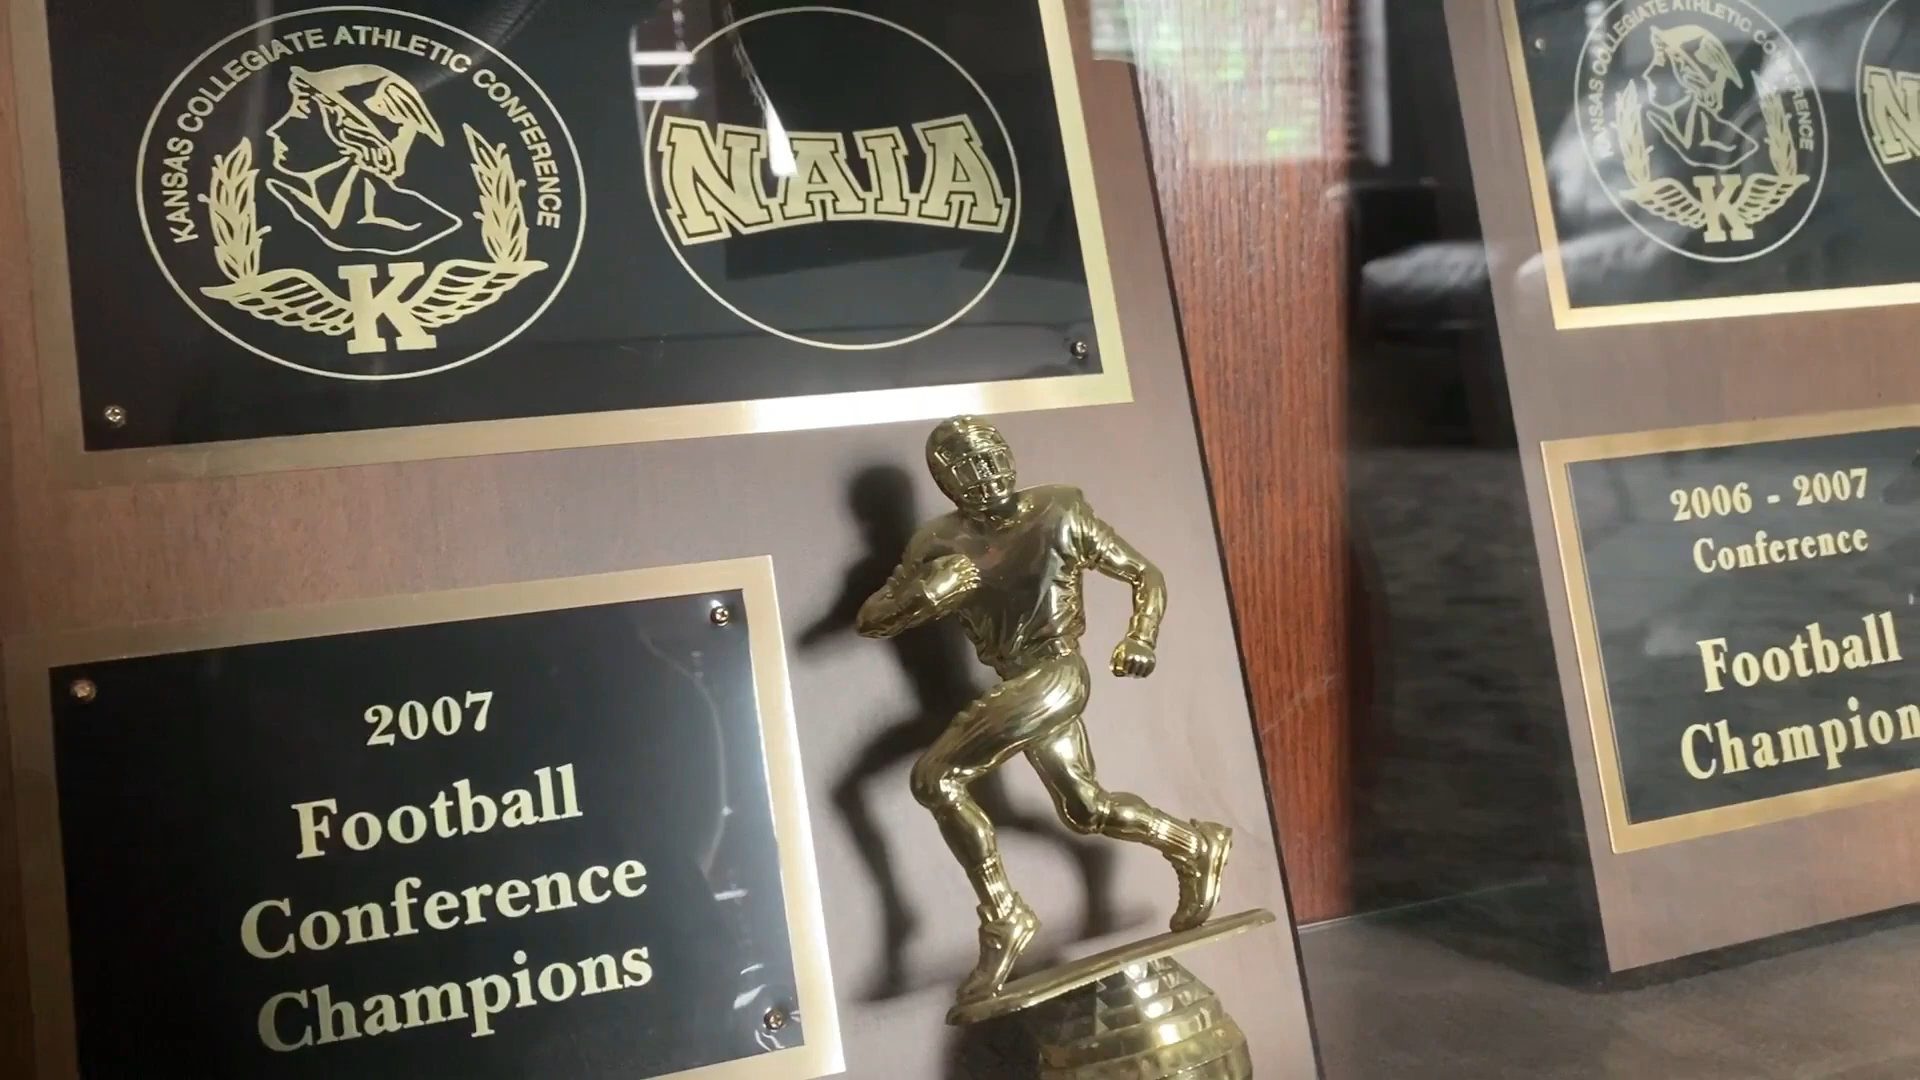 KANSAS COLLEGIATE ATHLETIC CONFERENCE
K
NAIA
2007
Football
Conference
Champions
KANSAS COLLEGIATE ATHLETIC CONFERENCE
K
2006 - 2007
Conference
Football
Champion